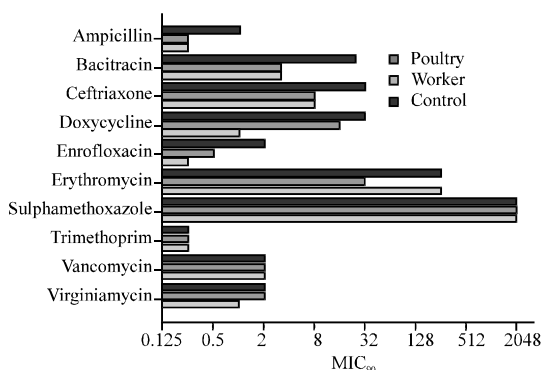 Ampicillin
Bacitracin
Ceftriaxone
Doxycycline
Enrofloxacin
Erythromycin
Sulphamethoxazole
Trimethoprim
Vancomycin
Virginiamycin
Poultry
Worker
Control
0.125 0.5 2 8 32 128 512 2048
MIC₉₀